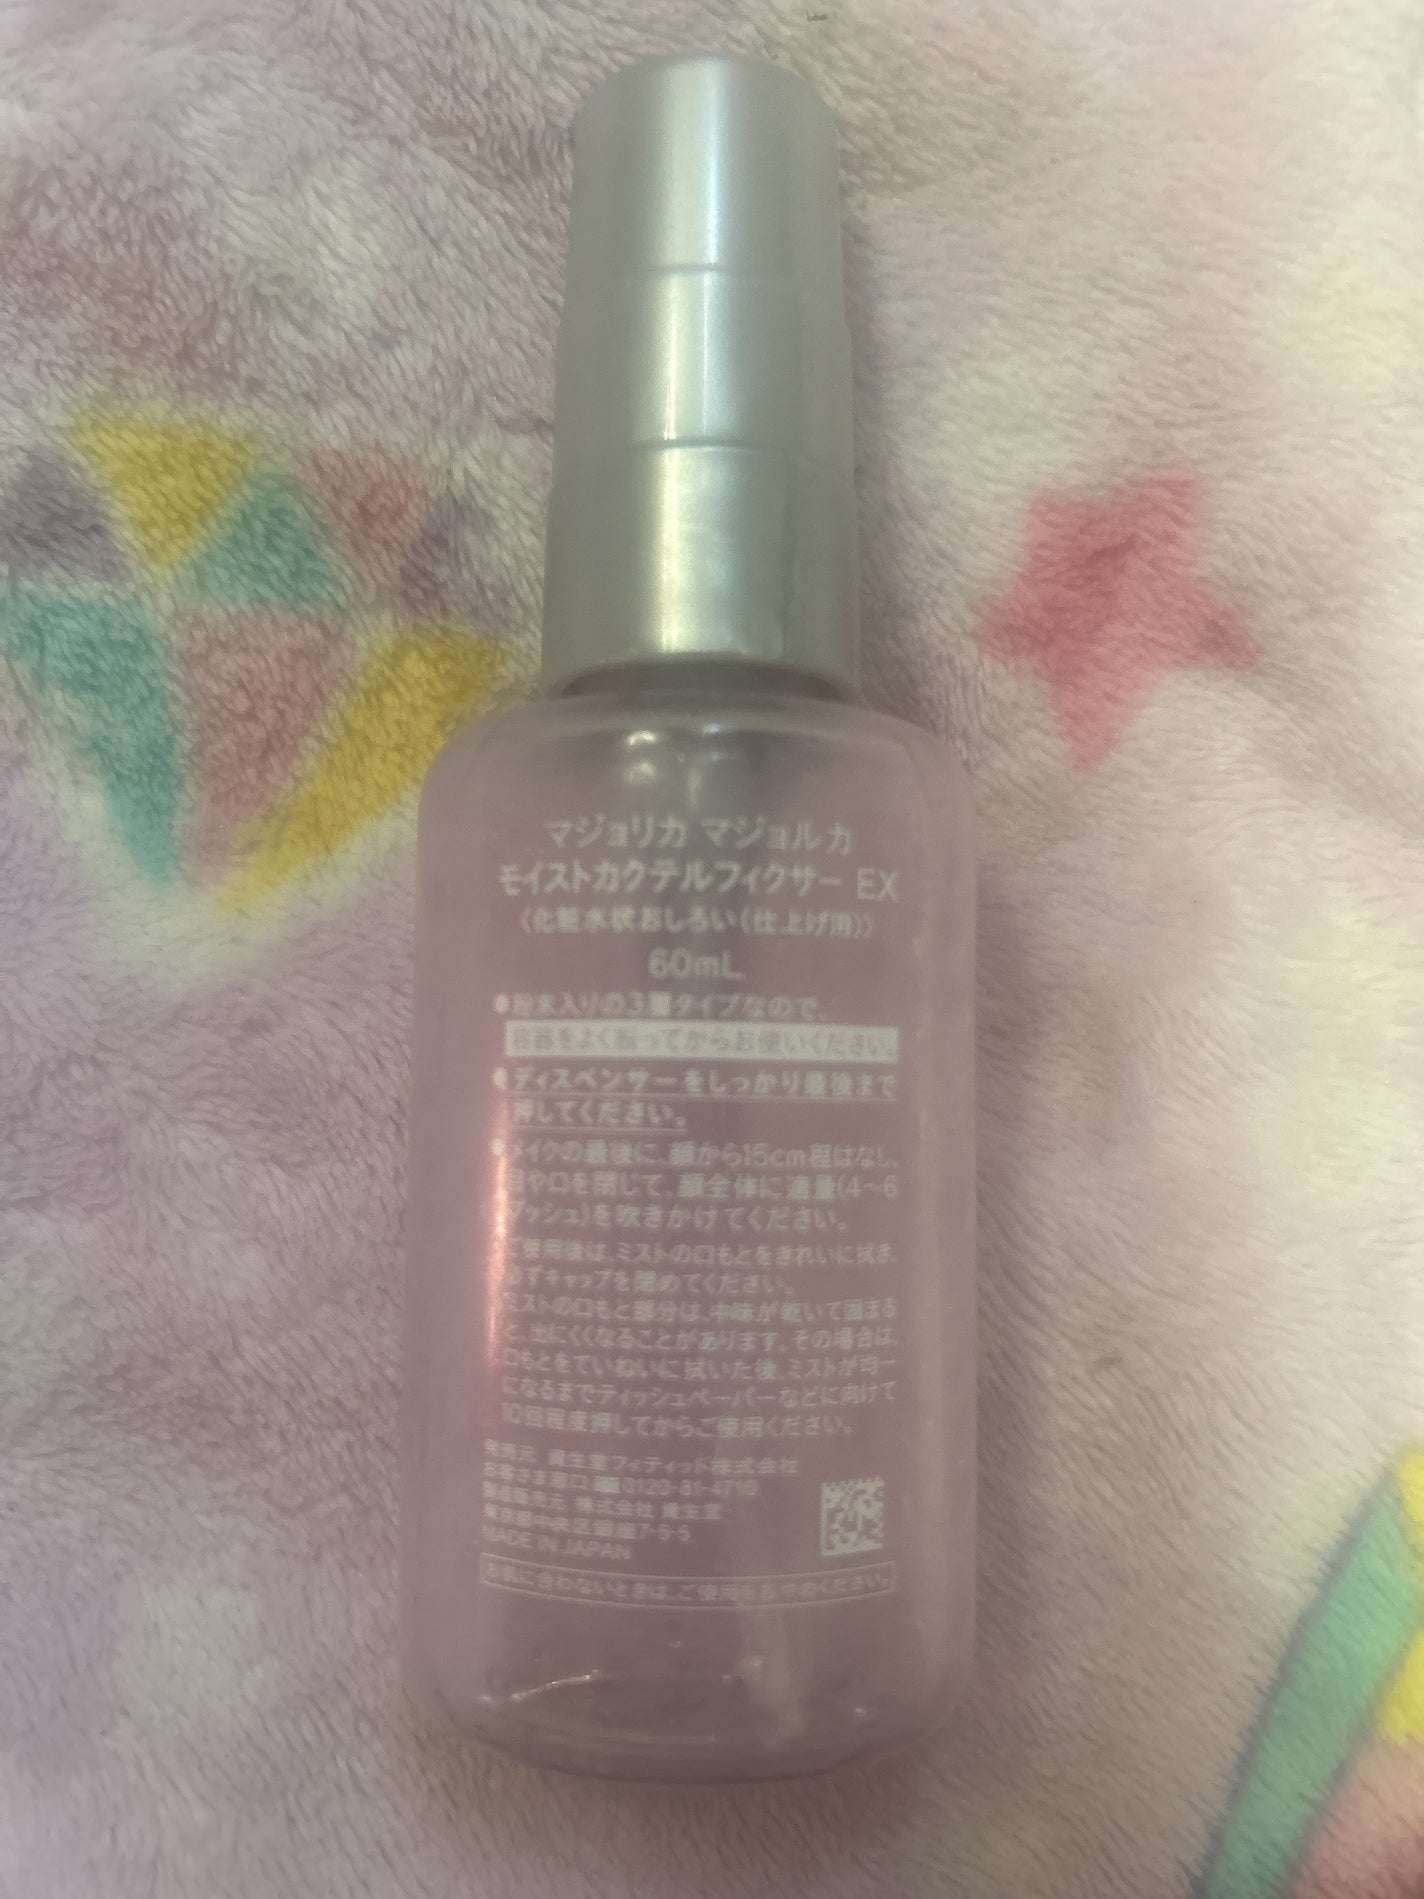 マジョリカ マジョルカ
モイストカクテルフィクサー EX
〈化粧水状おしろい(仕上げ用)〉
60mL
●粉末入りの3層タイプなので、
容器をよく振ってからお使いください。
●ディスペンサーをしっかり最後まで
押してください。
●メイクの最後に、顔から15cm程はなし、
目や口を閉じて、顔全体に適量(4〜6
プッシュ)を吹きかけてください。
ご使用後は、ミストの口もとをきれいに拭き、
必ずキャップを閉めてください。
ミストの口もと部分は、中味が乾いて固まる
と、出にくくなることがあります。その場合は、
口もとをていねいに拭いた後、ミストが均一
になるまでティッシュペーパーなどに向けて
10回程度押してからご使用ください。
発売元 資生堂フィティット株式会社
お客さま窓口 0120-81-4710
製造販売元 株式会社 資生堂
東京都中央区銀座7-5-5
MADE IN JAPAN
お肌に合わないときは、ご使用をおやめください。